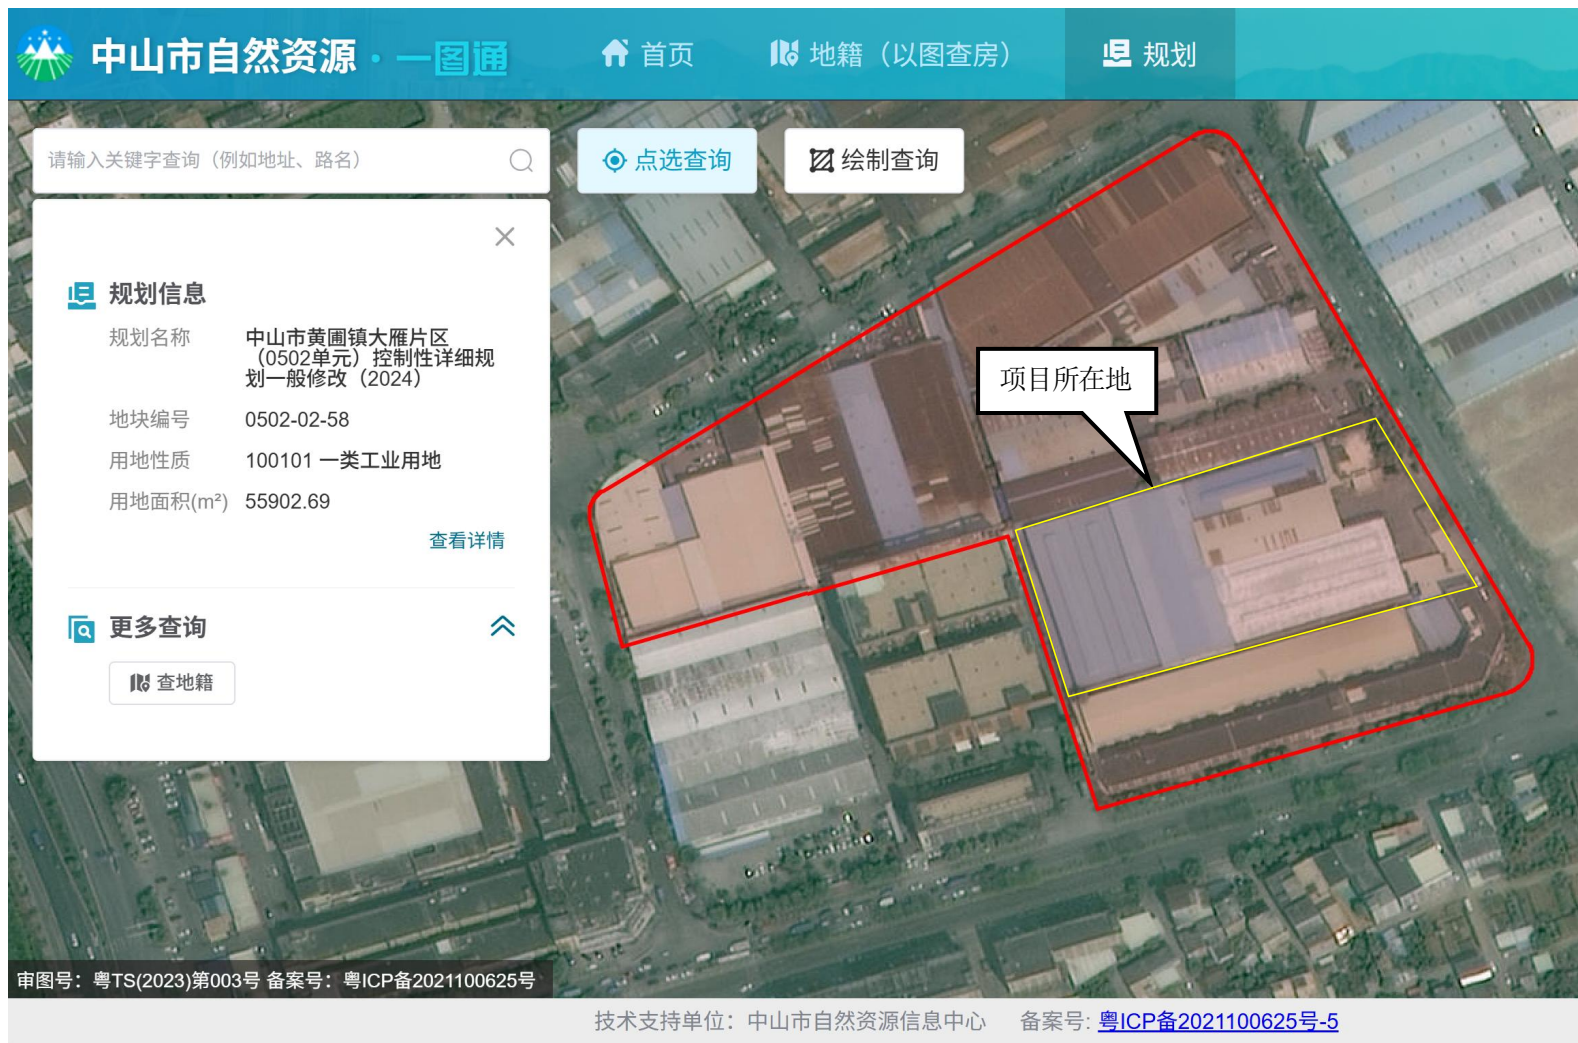 中山市自然资源·一图通
首页
地籍（以图查房）
规划
请输入关键字查询（例如地址、路名）
点选查询
绘制查询
规划信息
规划名称
中山市黄圃镇大雁片区
（0502单元）控制性详细规
划一般修改（2024）
地块编号
0502-02-58
用地性质
100101 一类工业用地
用地面积(m²)
55902.69
查看详情
更多查询
查地籍
项目所在地
审图号：粤TS(2023)第003号 备案号：粤ICP备2021100625号
技术支持单位：中山市自然资源信息中心
备案号: 粤ICP备2021100625号-5